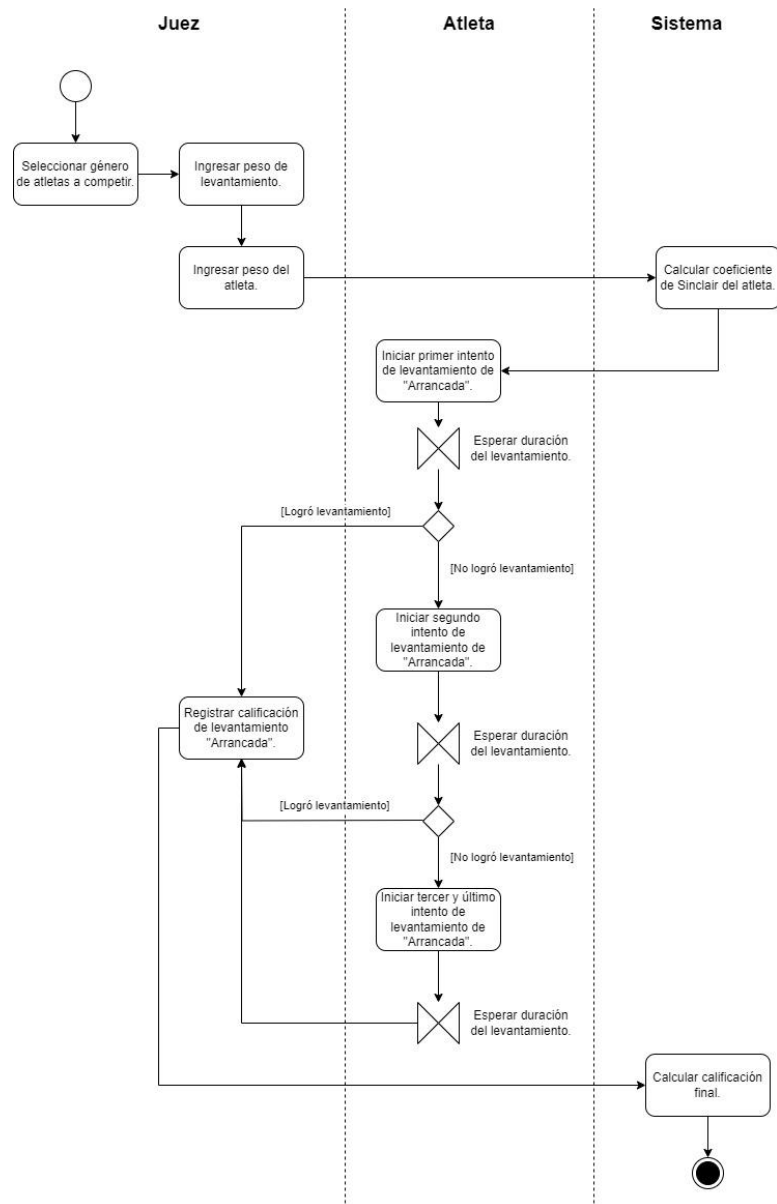 Juez
Atleta
Sistema
Seleccionar género
de atletas a competir.
Ingresar peso de
levantamiento.
Ingresar peso del
atleta.
Calcular coeficiente
de Sinclair del atleta.
Iniciar primer intento
de levantamiento de
"Arrancada".
Esperar duración
del levantamiento.
[Logró levantamiento]
[No logró levantamiento]
Iniciar segundo
intento de
levantamiento de
"Arrancada".
Registrar calificación
de levantamiento
"Arrancada".
Esperar duración
del levantamiento.
[Logró levantamiento]
[No logró levantamiento]
Iniciar tercer y último
intento de
levantamiento de
"Arrancada".
Esperar duración
del levantamiento.
Calcular calificación
final.